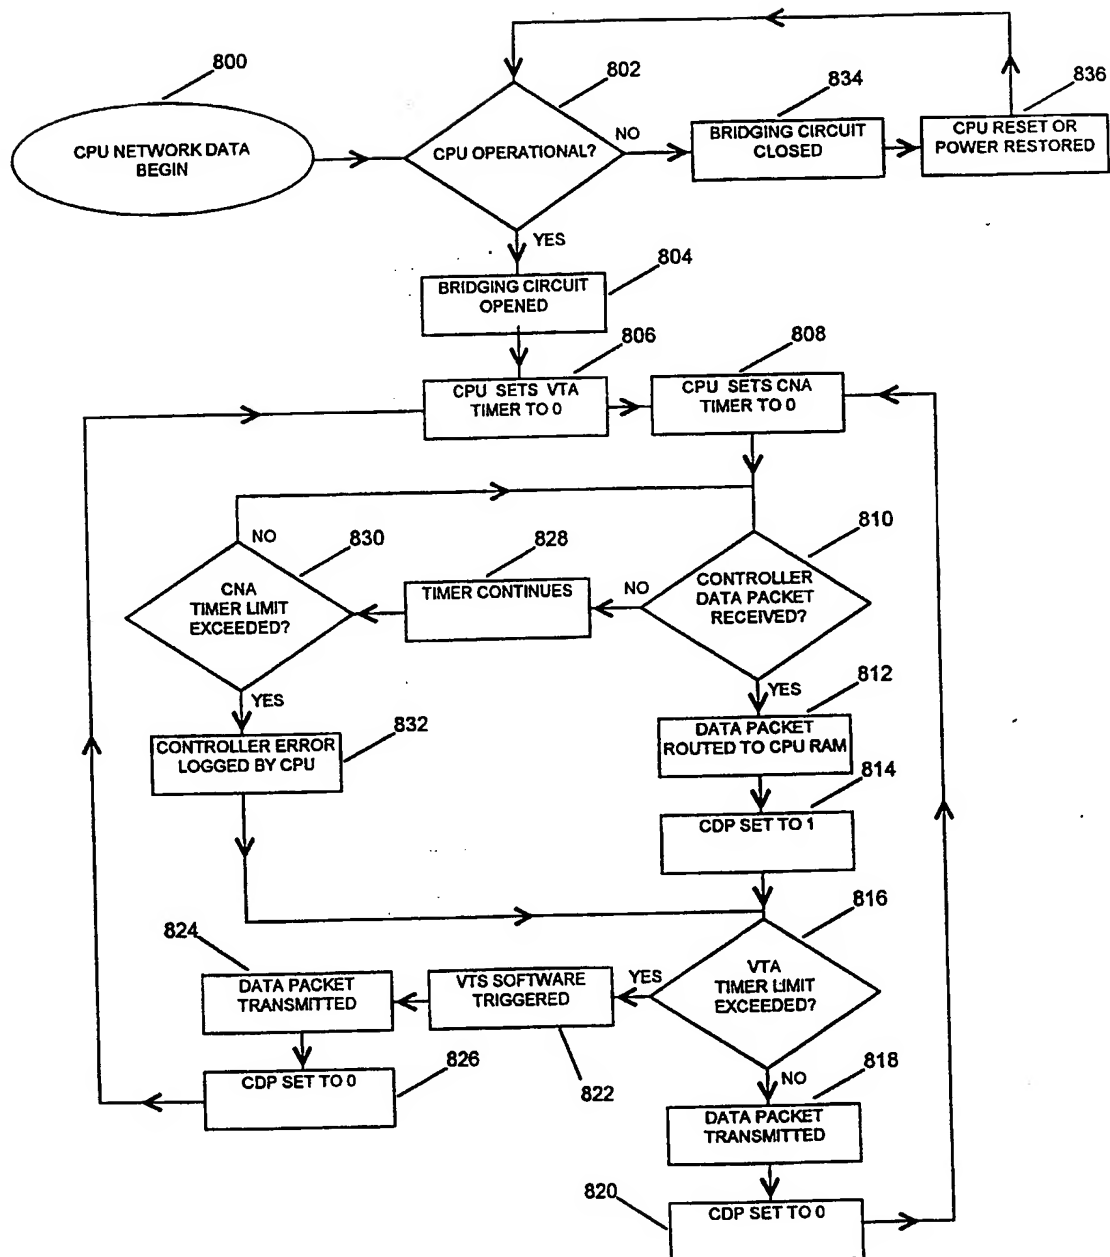 800
CPU NETWORK DATA
BEGIN
802
CPU OPERATIONAL?
NO
834
BRIDGING CIRCUIT
CLOSED
836
CPU RESET OR
POWER RESTORED
YES
804
BRIDGING CIRCUIT
OPENED
806
CPU SETS VTA
TIMER TO 0
808
CPU SETS CNA
TIMER TO 0
810
CONTROLLER
DATA PACKET
RECEIVED?
NO
828
TIMER CONTINUES
830
CNA
TIMER LIMIT
EXCEEDED?
NO
YES
832
CONTROLLER ERROR
LOGGED BY CPU
YES
812
DATA PACKET
ROUTED TO CPU RAM
814
CDP SET TO 1
816
VTA
TIMER LIMIT
EXCEEDED?
YES
VTS SOFTWARE
TRIGGERED
822
824
DATA PACKET
TRANSMITTED
826
CDP SET TO 0
NO
818
DATA PACKET
TRANSMITTED
820
CDP SET TO 0